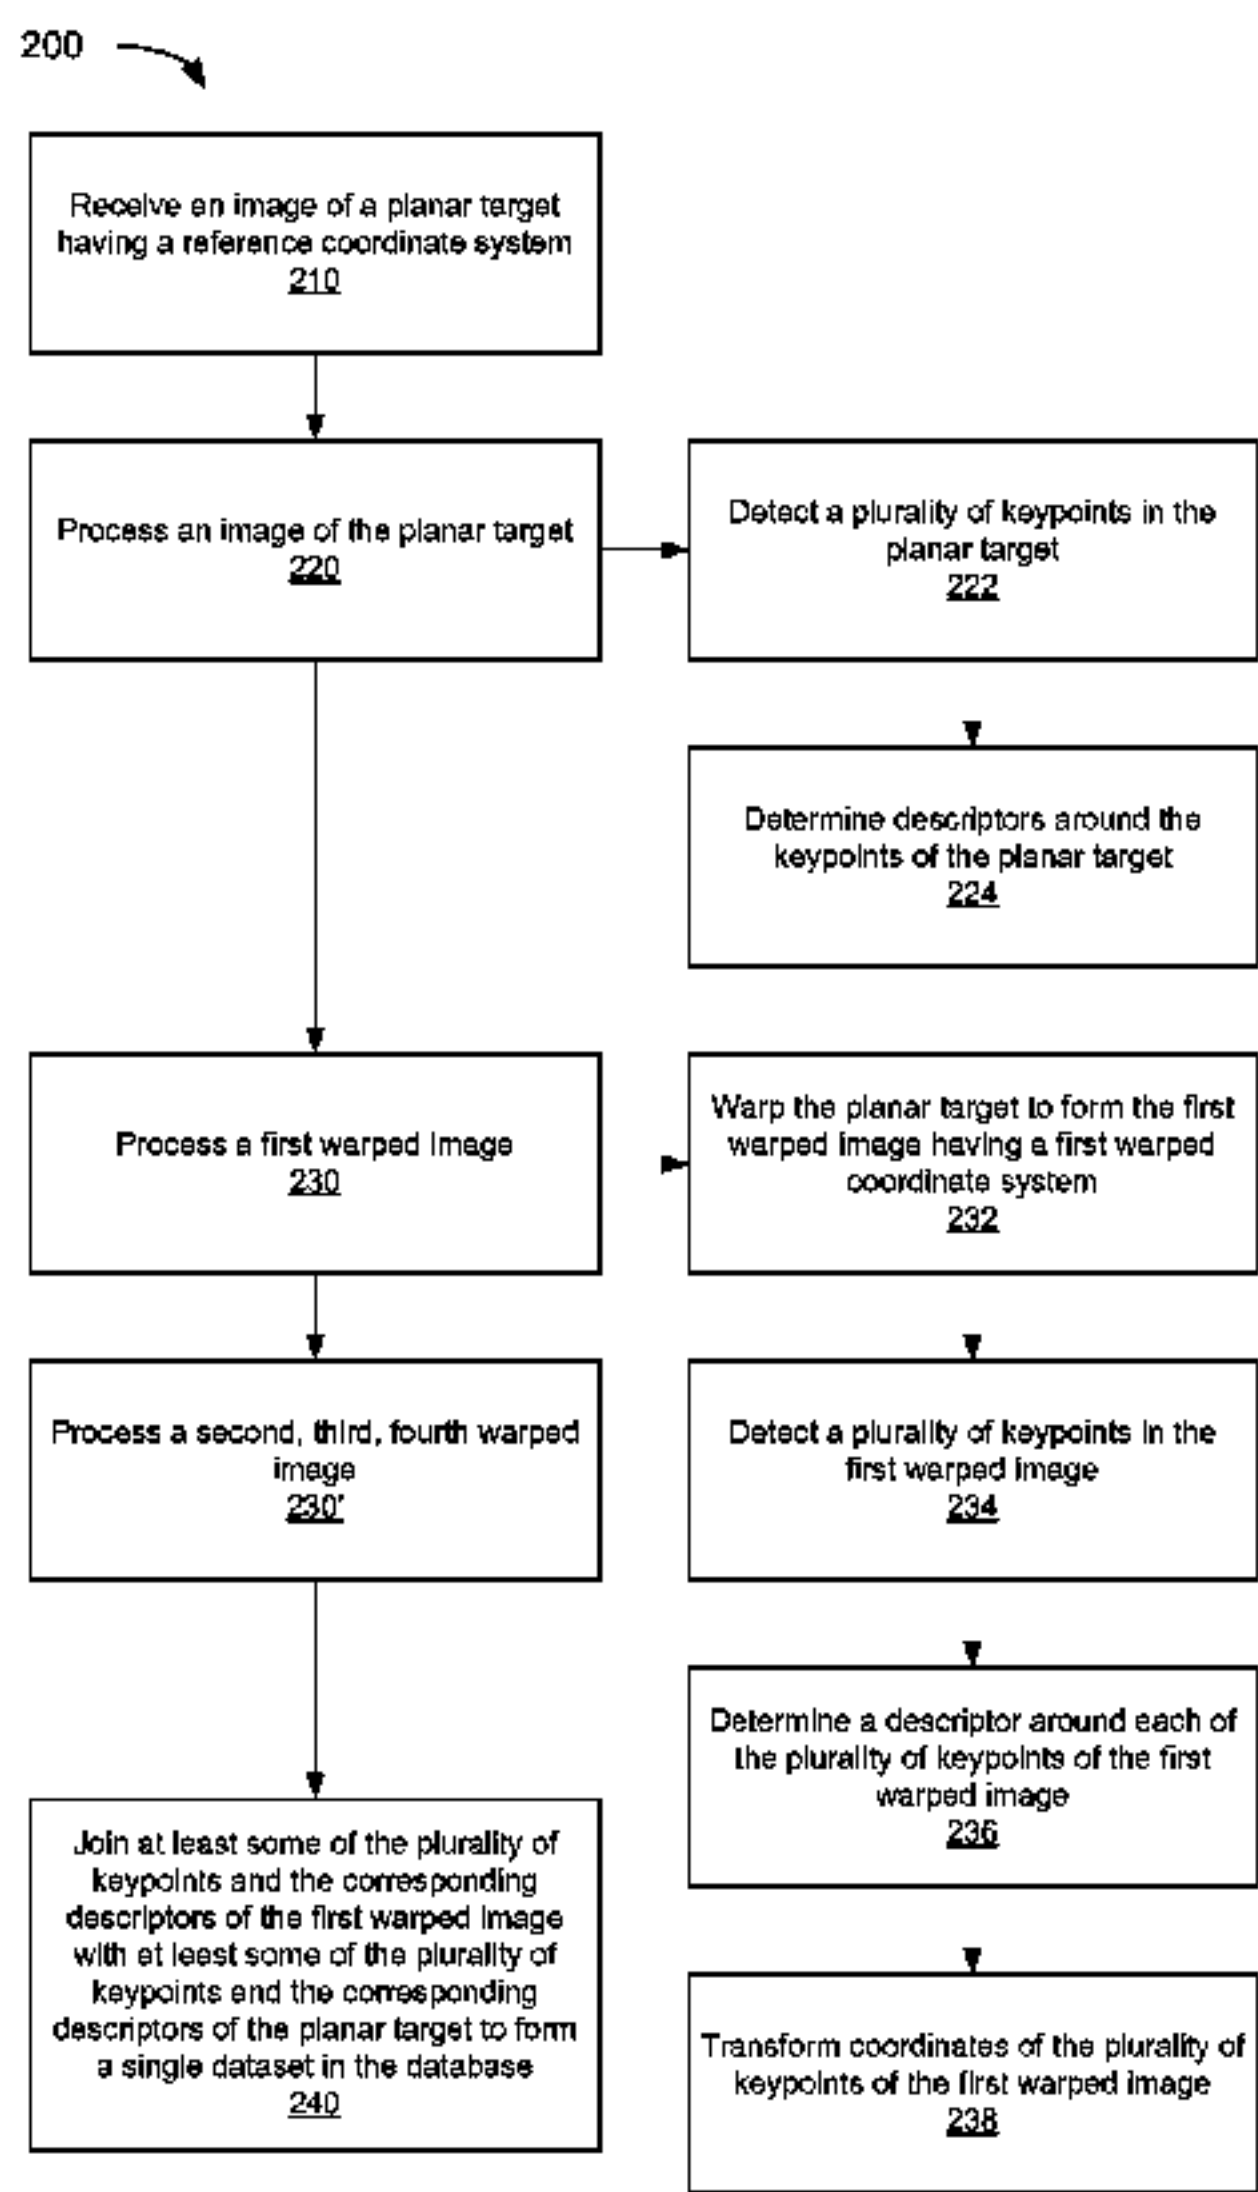 200
Receive an image of a planar target
having a reference coordinate system
210
Process an image of the planar target
220
Detect a plurality of keypoints in the
planar target
222
Determine descriptors around the
keypoints of the planar target
224
Process a first warped image
230
Warp the planar target to form the first
warped image having a first warped
coordinate system
232
Process a second, third, fourth warped
image
230'
Detect a plurality of keypoints in the
first warped image
234
Determine a descriptor around each of
the plurality of keypoints of the first
warped image
236
Join at least some of the plurality of
keypoints and the corresponding
descriptors of the first warped image
with at least some of the plurality of
keypoints and the corresponding
descriptors of the planar target to form
a single dataset in the database
240
Transform coordinates of the plurality of
keypoints of the first warped image
238